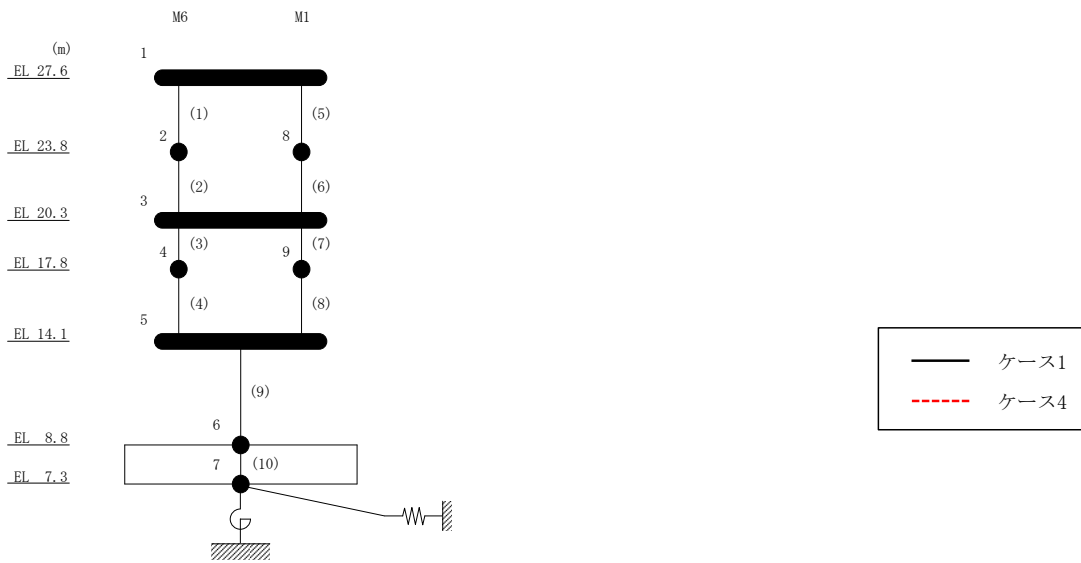 M6 M1
(m)
1
EL 27.6
(1) (5)
2 8
EL 23.8
(2) (6)
3
EL 20.3
(3) (7)
4 9
EL 17.8
(4) (8)
5
EL 14.1
(9)
6
EL 8.8
7 (10)
EL 7.3
ケース1
ケース4